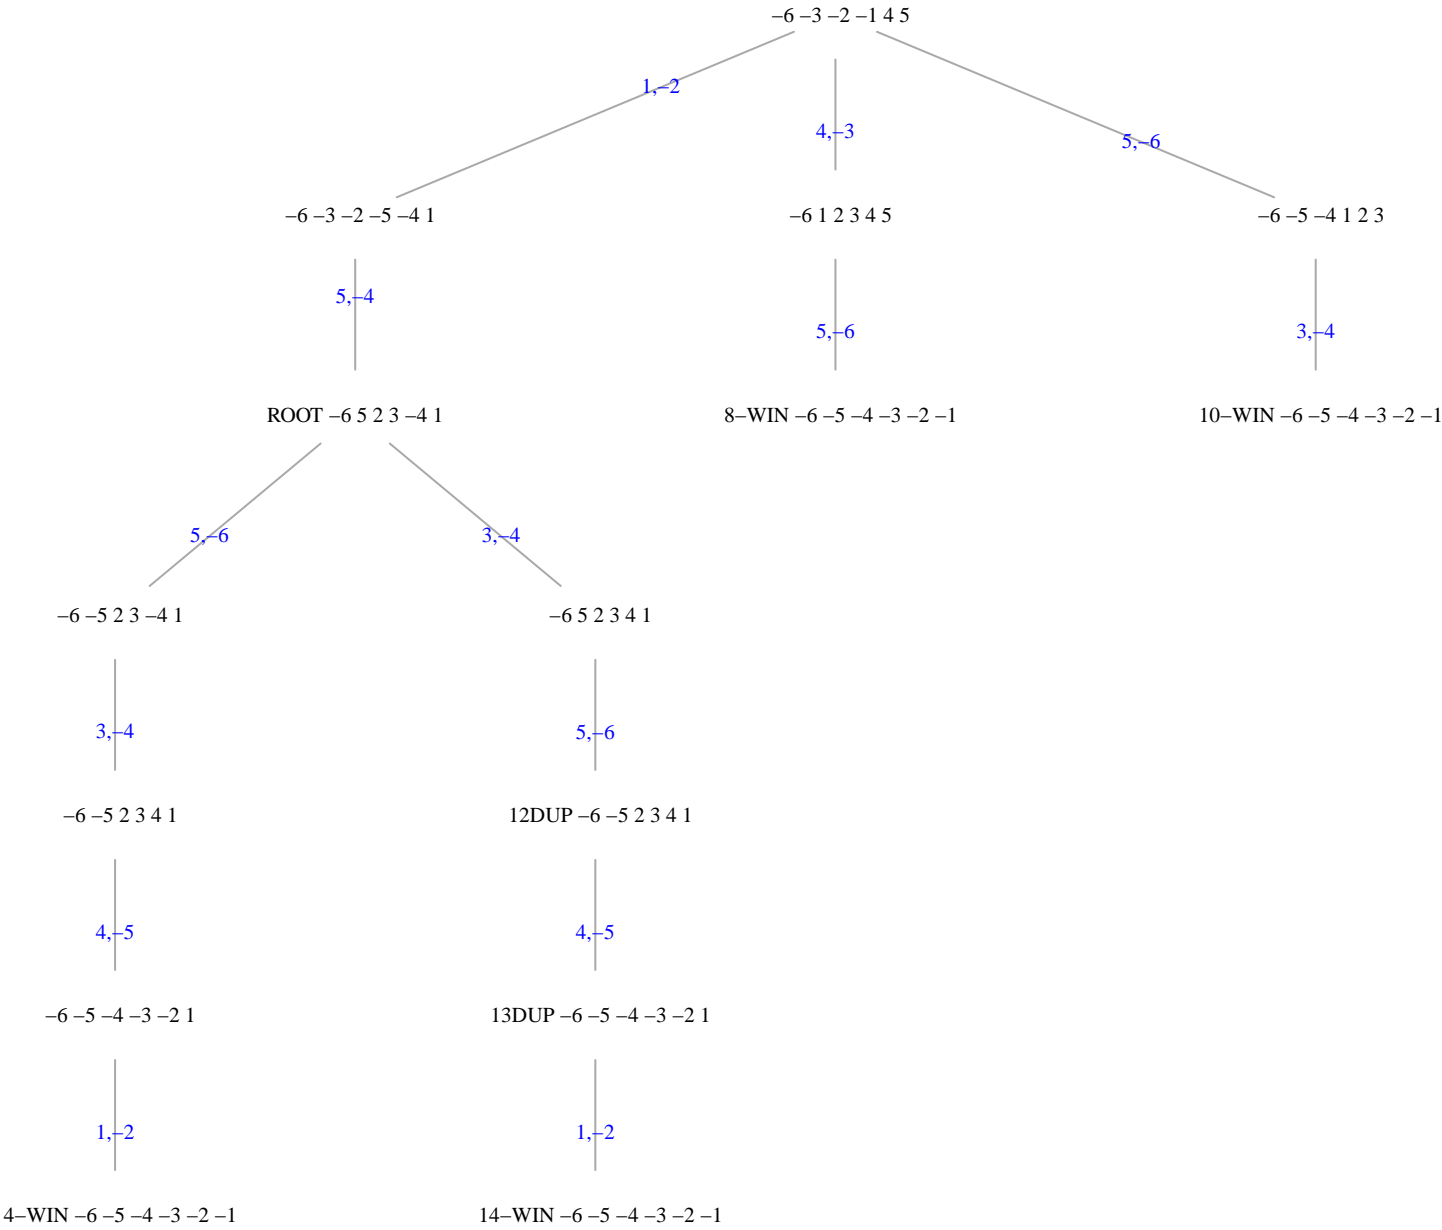 –6 –3 –2 –1 4 5
1,–2
4,–3
5,–6
–6 –3 –2 –5 –4 1
–6 1 2 3 4 5
–6 –5 –4 1 2 3
5,–4
5,–6
3,–4
ROOT –6 5 2 3 –4 1
8–WIN –6 –5 –4 –3 –2 –1
10–WIN –6 –5 –4 –3 –2 –1
5,–6
3,–4
–6 –5 2 3 –4 1
–6 5 2 3 4 1
3,–4
5,–6
–6 –5 2 3 4 1
12DUP –6 –5 2 3 4 1
4,–5
4,–5
–6 –5 –4 –3 –2 1
13DUP –6 –5 –4 –3 –2 1
1,–2
1,–2
4–WIN –6 –5 –4 –3 –2 –1
14–WIN –6 –5 –4 –3 –2 –1